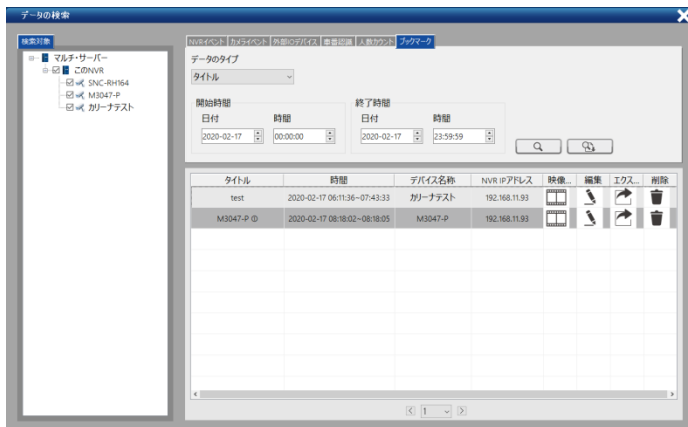 データの検索
検索対象
マルチ・サーバー
このNVR
SNC-RH164
M3047-P
カリーナテスト
NVRイベント カメライベント 外部IOデバイス 車番認識 人数カウント ブックマーク
データのタイプ
タイトル
開始時間 終了時間
日付 時間 日付 時間
2020-02-17 00:00:00 2020-02-17 23:59:59
タイトル 時間 デバイス名称 NVR IPアドレス 映像... 編集 エクス... 削除
test 2020-02-17 06:11:36~07:43:33 カリーナテスト 192.168.11.93
M3047-P ① 2020-02-17 08:18:02~08:18:05 M3047-P 192.168.11.93
1